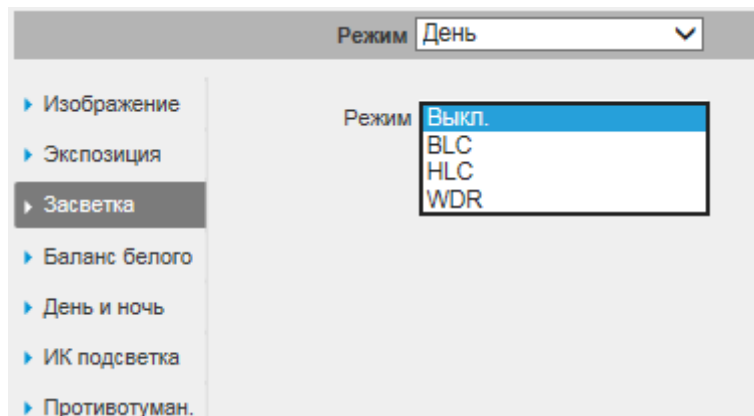 Режим День
Изображение
Режим Выкл.
BLC
HLC
WDR
Экспозиция
Засветка
Баланс белого
День и ночь
ИК подсветка
Противотуман.